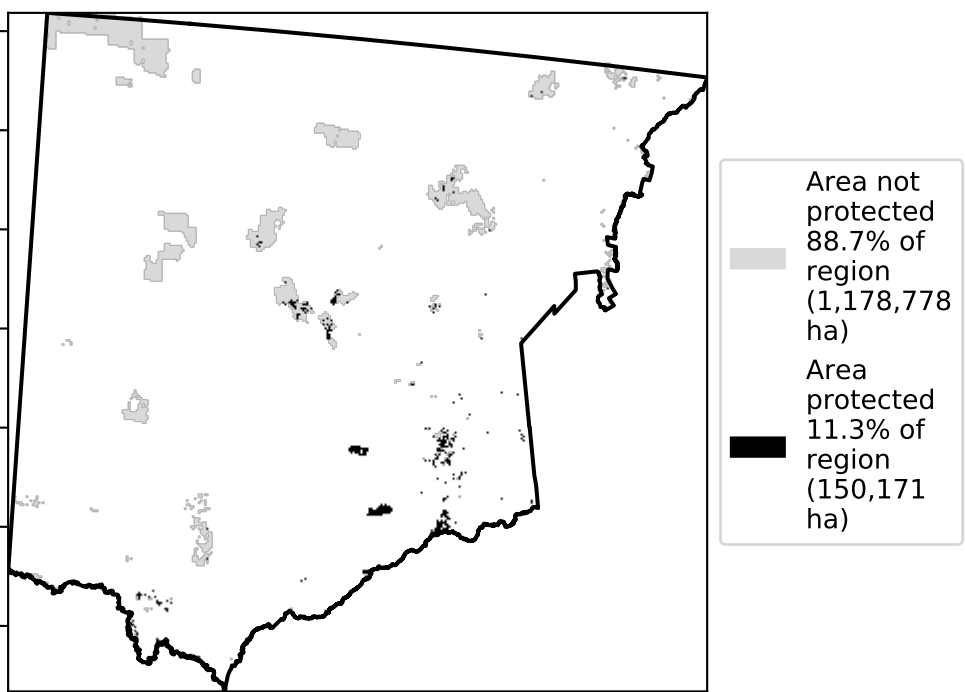 Area not
protected
88.7% of
region
(1,178,778
ha)
Area
protected
11.3% of
region
(150,171
ha)